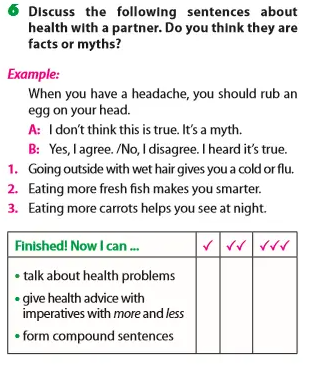 6 Discuss the following sentences about
health with a partner. Do you think they are
facts or myths?
Example:
When you have a headache, you should rub an
egg on your head.
A: I don't think this is true. It's a myth.
B: Yes, I agree. /No, I disagree. I heard it's true.
1. Going outside with wet hair gives you a cold or flu.
2. Eating more fresh fish makes you smarter.
3. Eating more carrots helps you see at night.
Finished! Now I can ... ✓ ✓✓ ✓✓✓
• talk about health problems
• give health advice with
imperatives with more and less
• form compound sentences